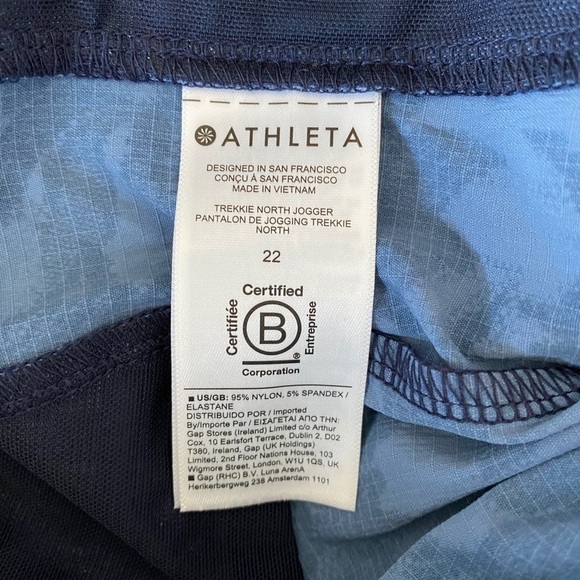 ATHLETA
DESIGNED IN SAN FRANCISCO
CONÇU À SAN FRANCISCO
MADE IN VIETNAM
TREKKIE NORTH JOGGER
PANTALON DE JOGGING TREKKIE
NORTH
22
Certified
Certifiée
B
®
Entreprise
Corporation
■ US/GB: 95% NYLON, 5% SPANDEX /
ELASTANE
DISTRIBUIDO POR / Imported
By/Importe Par / ΕΙΣΑΓΕΤΑΙ ΑΠΟ ΤΗΝ:
Gap Stores (Ireland) Limited c/o Arthur
Cox, 10 Earlsfort Terrace, Dublin 2, D02
T380, Ireland, Gap (UK Holdings)
Limited, 2nd Floor Nations House, 103
Wigmore Street, London, W1U 1QS, UK
■ Gap (RHC) B.V. Luna ArenA
Herikerbergweg 238 Amsterdam 1101